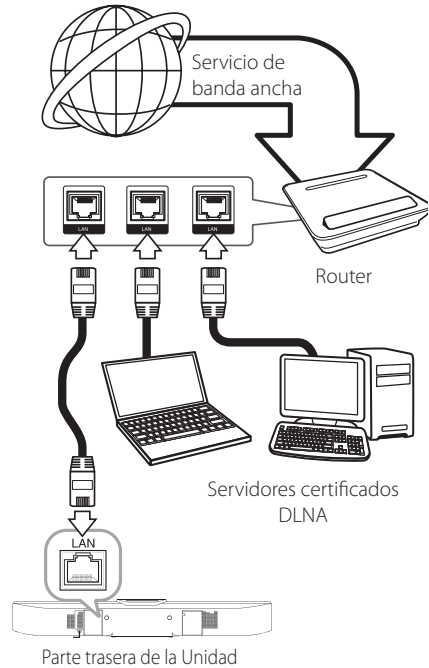 Servicio de
banda ancha
LAN
LAN
LAN
Router
Servidores certificados
DLNA
LAN
Parte trasera de la Unidad